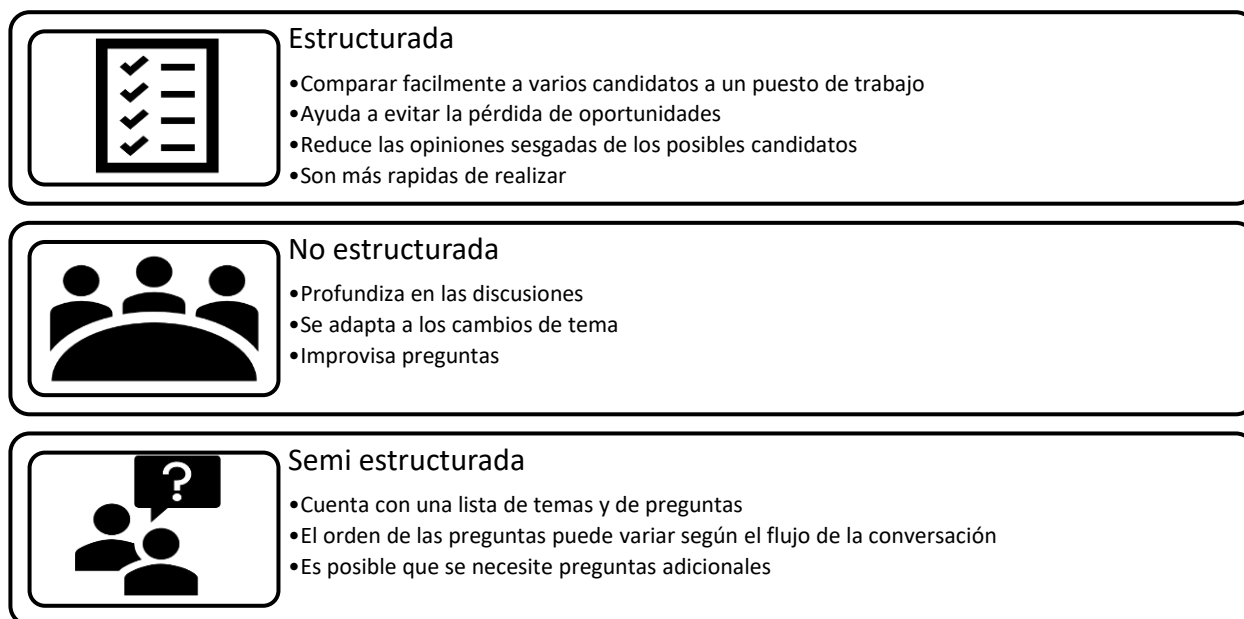 Estructurada
•Comparar facilmente a varios candidatos a un puesto de trabajo
•Ayuda a evitar la pérdida de oportunidades
•Reduce las opiniones sesgadas de los posibles candidatos
•Son más rapidas de realizar
No estructurada
•Profundiza en las discusiones
•Se adapta a los cambios de tema
•Improvisa preguntas
?
Semi estructurada
•Cuenta con una lista de temas y de preguntas
•El orden de las preguntas puede variar según el flujo de la conversación
•Es posible que se necesite preguntas adicionales